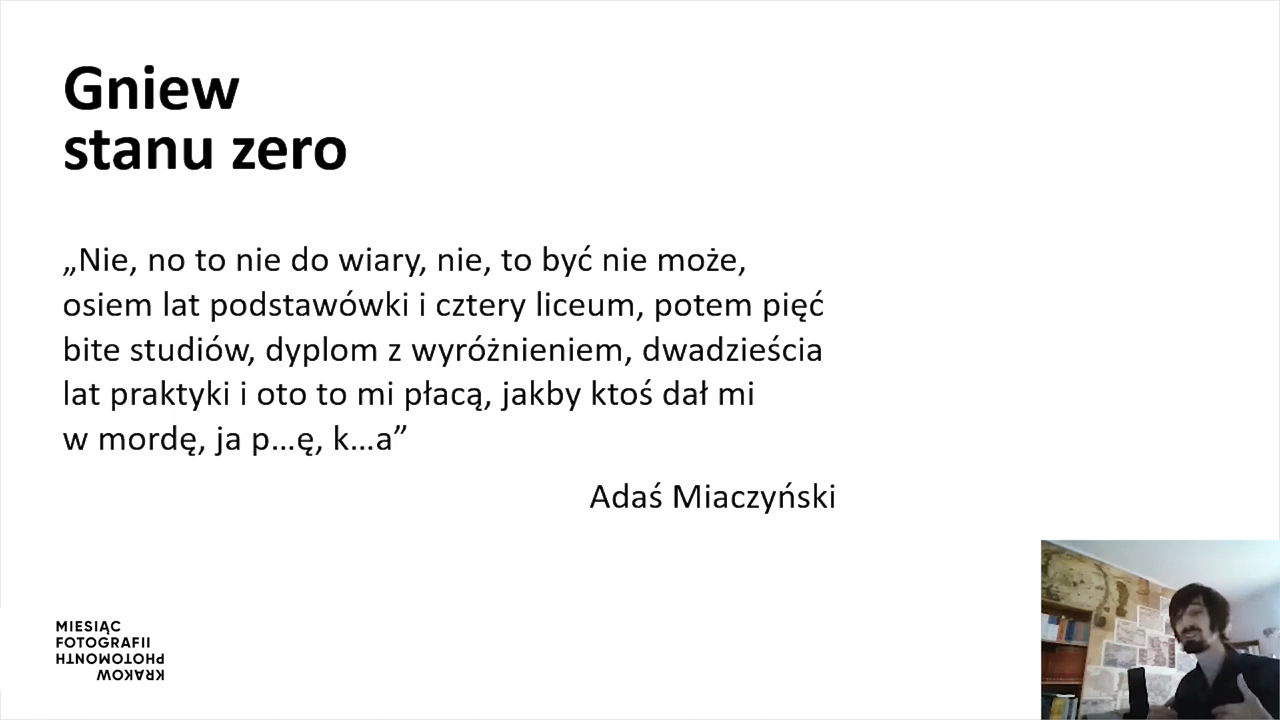 Gniew
stanu zero
„Nie, no to nie do wiary, nie, to być nie może,
osiem lat podstawówki i cztery liceum, potem pięć
bite studiów, dyplom z wyróżnieniem, dwadzieścia
lat praktyki i oto to mi płacą, jakby ktoś dał mi
w mordę, ja p...ę, k...a”
Adaś Miaczyński
MIESIĄC
FOTOGRAFII
PHOTOMONTH
KRAKOW